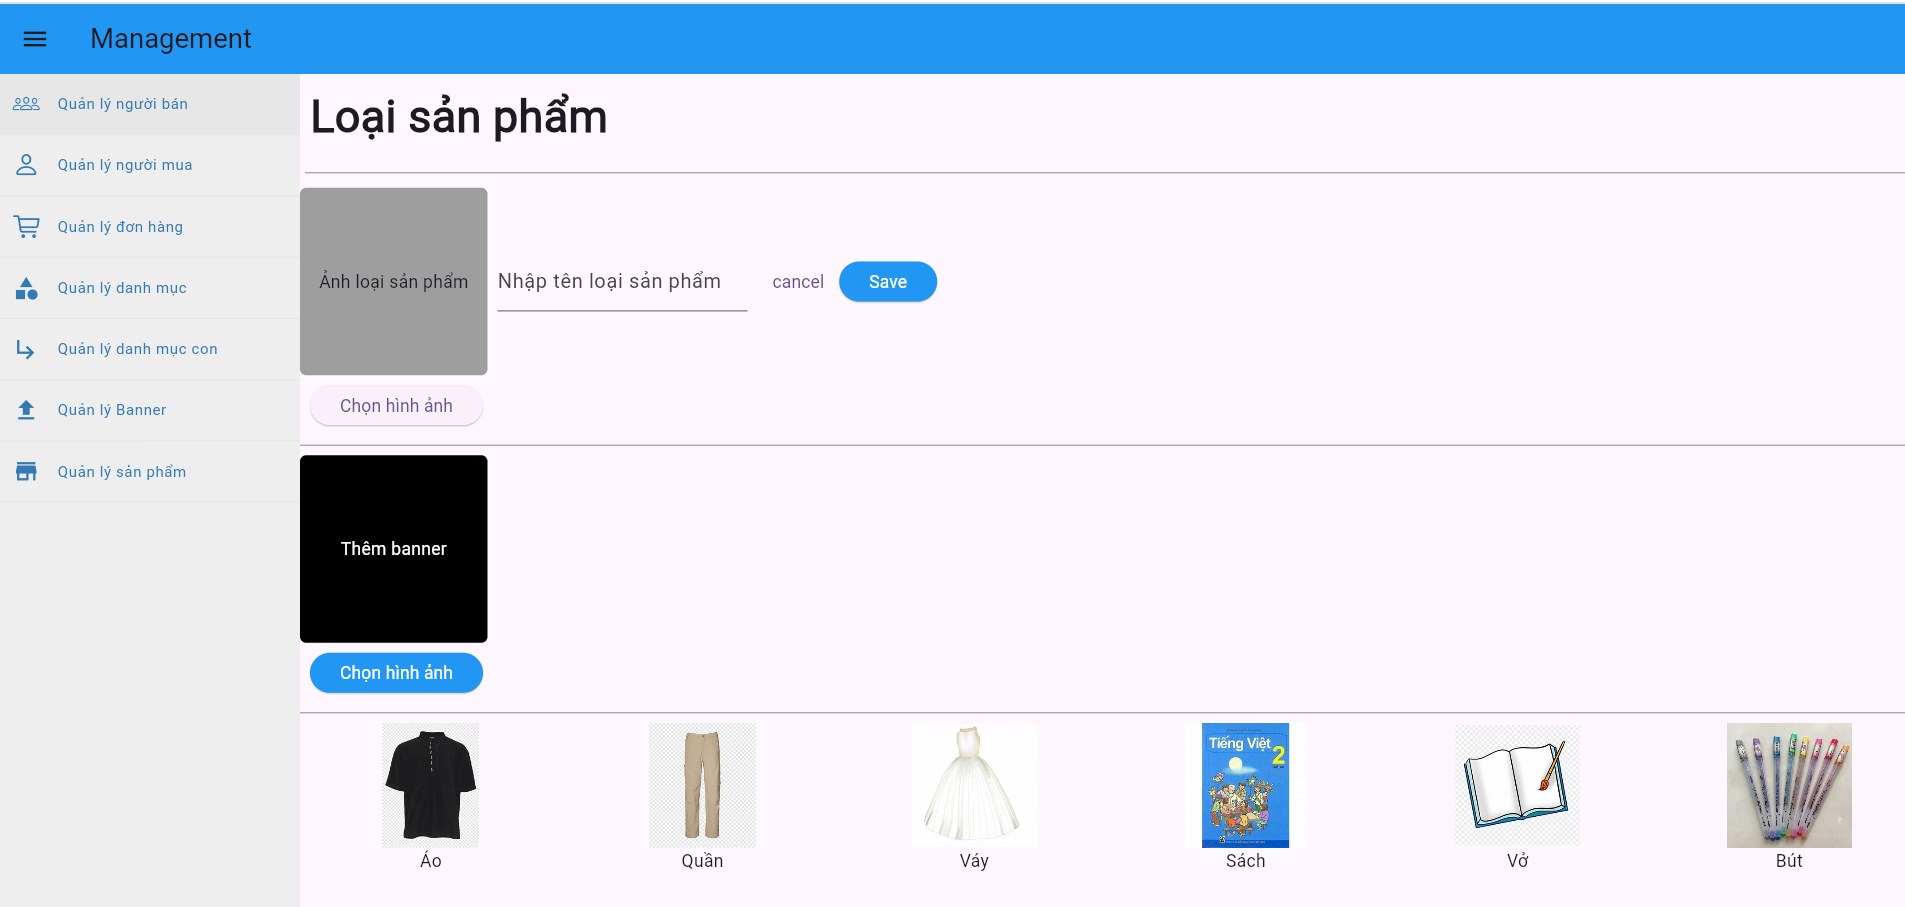 Management
Quản lý người bán
Quản lý người mua
Quản lý đơn hàng
Quản lý danh mục
Quản lý danh mục con
Quản lý Banner
Quản lý sản phẩm
Loại sản phẩm
Ảnh loại sản phẩm
Nhập tên loại sản phẩm
cancel
Save
Chọn hình ảnh
Thêm banner
Chọn hình ảnh
Tiếng Việt
2
Áo
Quần
Váy
Sách
Vở
Bút